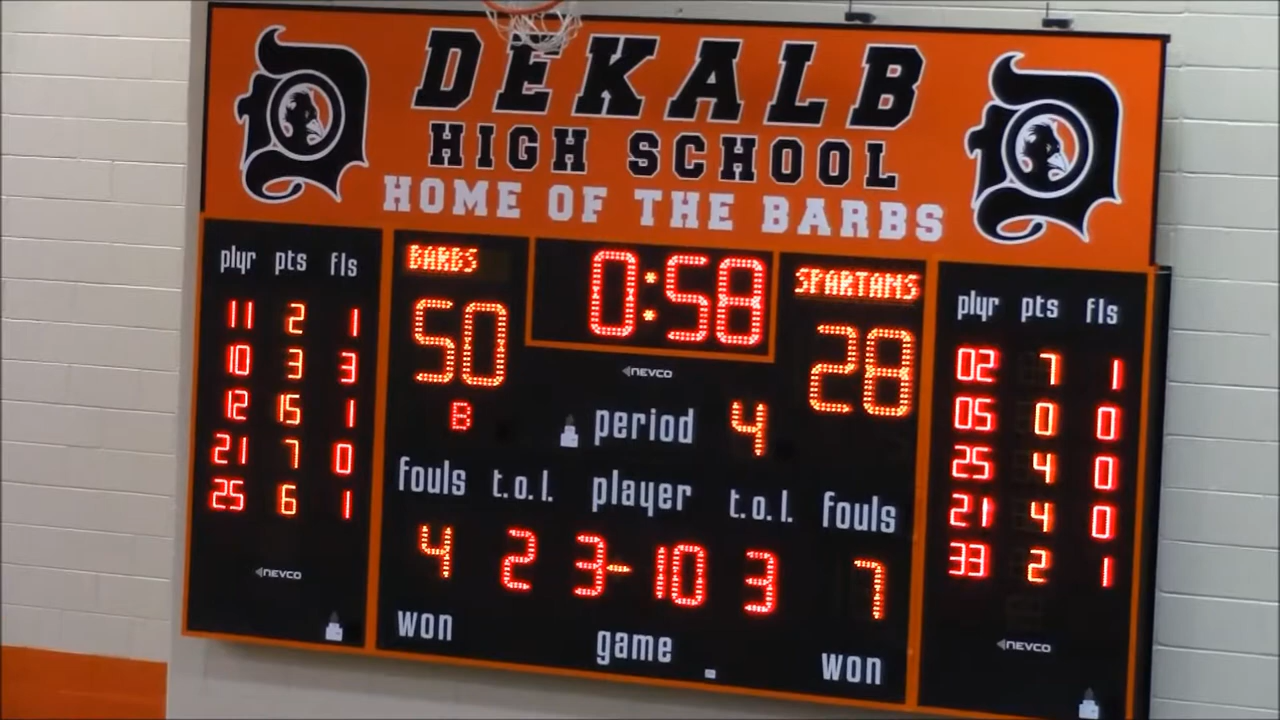 DEKALB
HIGH SCHOOL
HOME OF THE BARBS
plyr pts fls
11 2 1
10 3 3
12 15 1
21 7 0
25 6 1
NEVCO
BARBS
50
B
0:58
NEVCO
SPARTANS
28
period 4
fouls t.o.l. player t.o.l. fouls
4 2 3-10 3 7
won game won
plyr pts fls
02 7 1
05 0 0
25 4 0
21 4 0
33 2 1
NEVCO